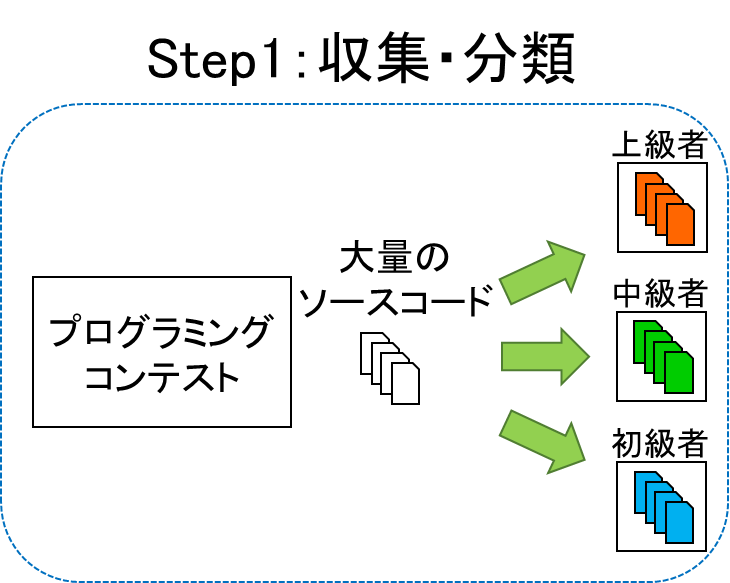 Step1:収集・分類
上級者
大量の
ソースコード
プログラミング
コンテスト
中級者
初級者